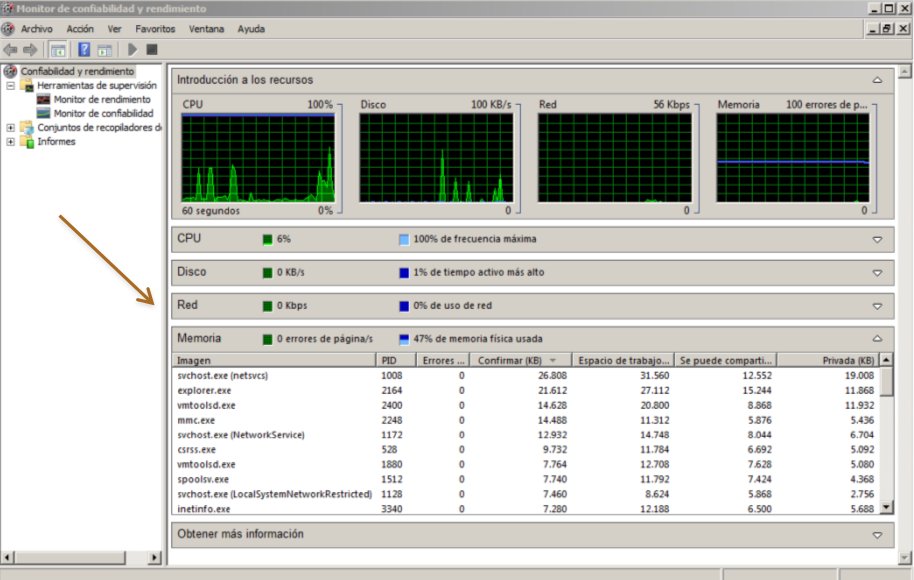 Monitor de confiabilidad y rendimiento
Archivo Acción Ver Favoritos Ventana Ayuda
Confiabilidad y rendimiento
Herramientas de supervisión
Monitor de rendimiento
Monitor de confiabilidad
Conjuntos de recopiladores d
Informes
Introducción a los recursos
CPU 100% Disco 100 KB/s Red 56 Kbps Memoria 100 errores de p...
60 segundos 0% 0 0 0
CPU 6% 100% de frecuencia máxima
Disco 0 KB/s 1% de tiempo activo más alto
Red 0 Kbps 0% de uso de red
Memoria 0 errores de página/s 47% de memoria física usada
Imagen PID Errores ... Confirmar (KB) Espacio de trabajo... Se puede comparti... Privada (KB)
svchost.exe (netsvcs) 1008 0 26.808 31.560 12.552 19.008
explorer.exe 2164 0 21.612 27.112 15.244 11.868
vmtoolsd.exe 2400 0 14.628 20.800 8.868 11.932
mmc.exe 2248 0 14.488 11.312 5.876 5.436
svchost.exe (NetworkService) 1172 0 12.932 14.748 8.044 6.704
csrss.exe 528 0 9.732 11.784 6.692 5.092
vmtoolsd.exe 1880 0 7.764 12.708 7.628 5.080
spoolsv.exe 1512 0 7.740 11.792 7.424 4.368
svchost.exe (LocalSystemNetworkRestricted) 1128 0 7.460 8.624 5.868 2.756
inetinfo.exe 3340 0 7.280 12.188 6.500 5.688
Obtener más información